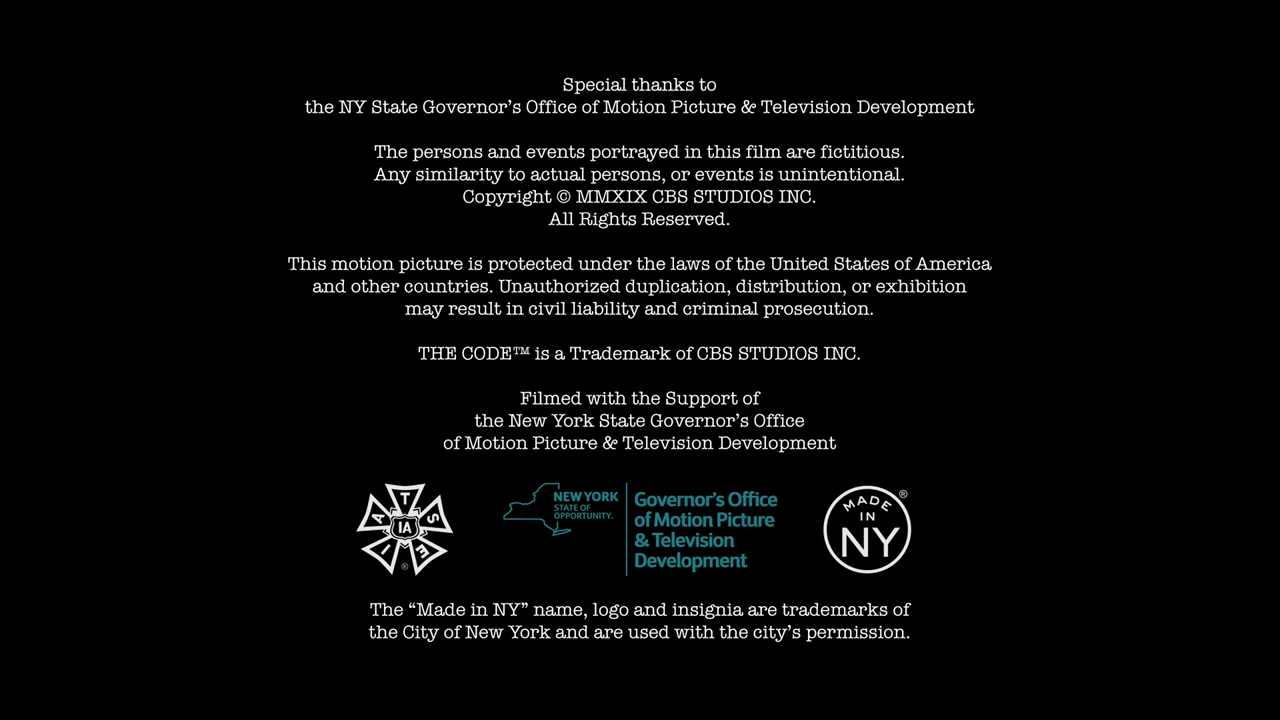 Special thanks to
the NY State Governor's Office of Motion Picture & Television Development
The persons and events portrayed in this film are fictitious.
Any similarity to actual persons, or events is unintentional.
Copyright © MMXIX CBS STUDIOS INC.
All Rights Reserved.
This motion picture is protected under the laws of the United States of America
and other countries. Unauthorized duplication, distribution, or exhibition
may result in civil liability and criminal prosecution.
THE CODE™ is a Trademark of CBS STUDIOS INC.
Filmed with the Support of
the New York State Governor's Office
of Motion Picture & Television Development
I A T S E
IA
®
NEW YORK
STATE OF
OPPORTUNITY.
Governor's Office
of Motion Picture
& Television
Development
MADE
IN
NY
®
The “Made in NY” name, logo and insignia are trademarks of
the City of New York and are used with the city's permission.